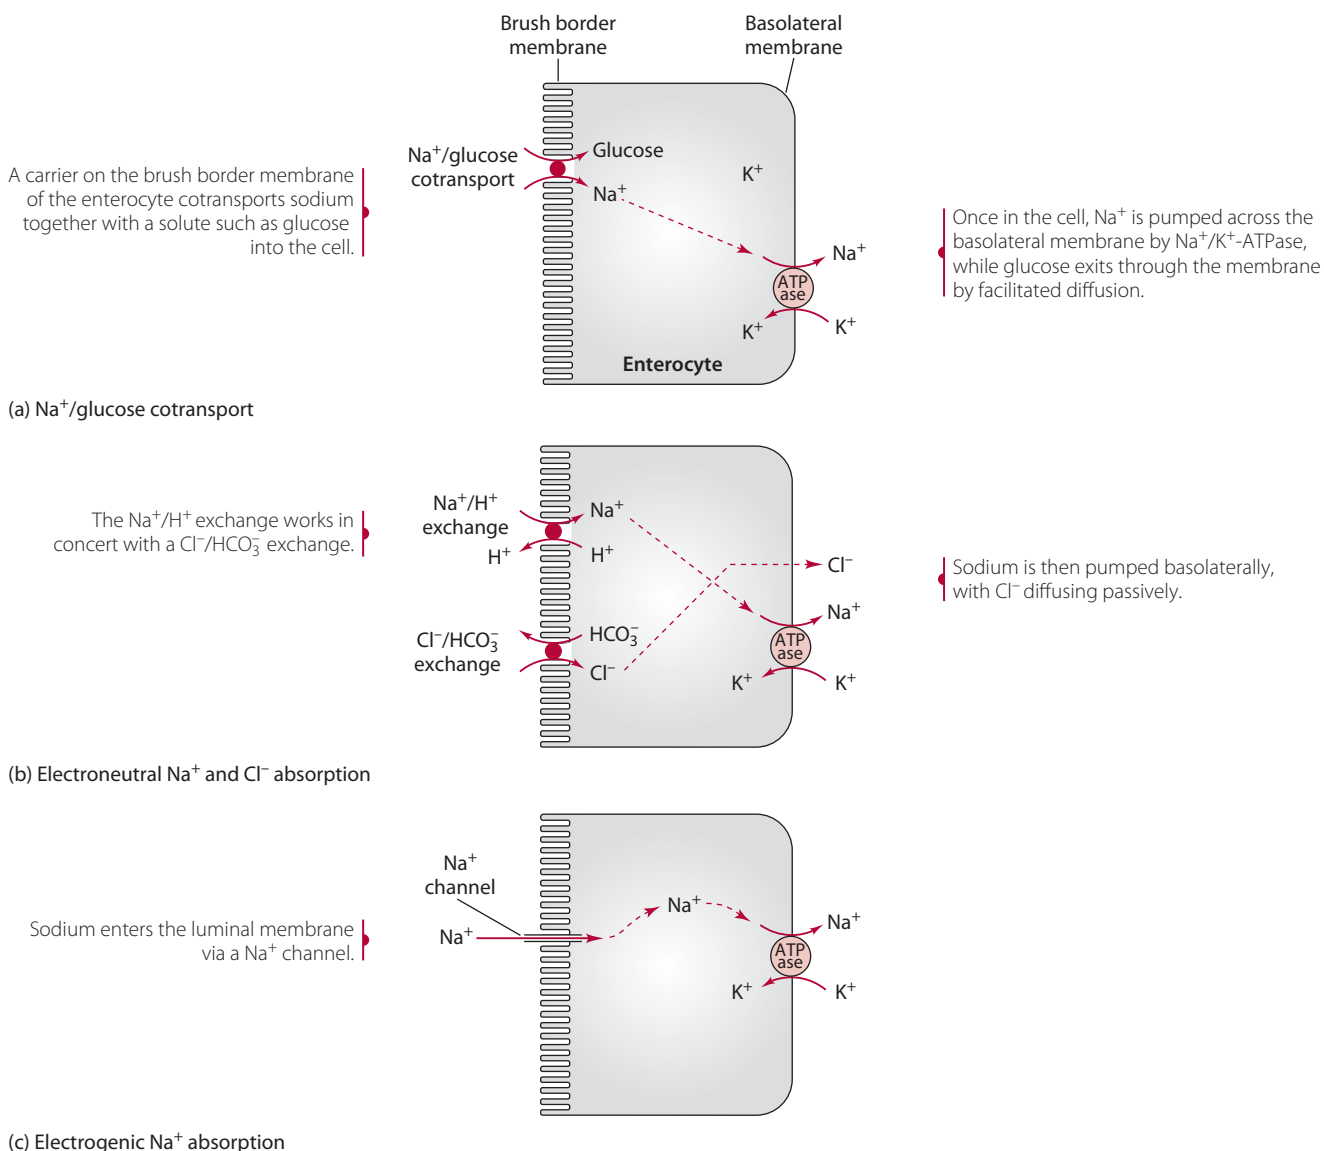 Brush border
membrane
Basolateral
membrane
A carrier on the brush border membrane
of the enterocyte cotransports sodium
together with a solute such as glucose
into the cell.
Na⁺/glucose
cotransport
Glucose
Na⁺
K⁺
Na⁺
ATP
ase
K⁺
K⁺
Enterocyte
Once in the cell, Na⁺ is pumped across the
basolateral membrane by Na⁺/K⁺-ATPase,
while glucose exits through the membrane
by facilitated diffusion.
(a) Na⁺/glucose cotransport
The Na⁺/H⁺ exchange works in
concert with a Cl⁻/HCO₃⁻ exchange.
Na⁺/H⁺
exchange
H⁺
Na⁺
H⁺
Cl⁻/HCO₃⁻
exchange
HCO₃⁻
Cl⁻
Cl⁻
Na⁺
ATP
ase
K⁺
K⁺
Sodium is then pumped basolaterally,
with Cl⁻ diffusing passively.
(b) Electroneutral Na⁺ and Cl⁻ absorption
Sodium enters the luminal membrane
via a Na⁺ channel.
Na⁺
channel
Na⁺
Na⁺
Na⁺
ATP
ase
K⁺
K⁺
(c) Electrogenic Na⁺ absorption